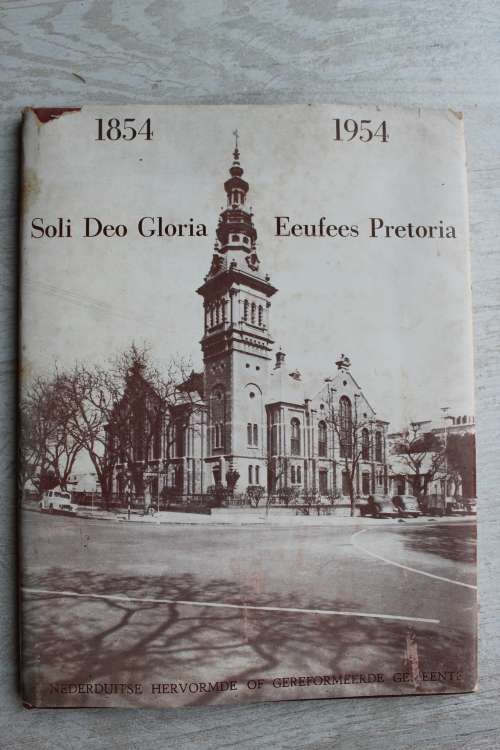 1854 1954
Soli Deo Gloria Eeufees Pretoria
NEDERDUITSE HERVORMDE OF GEREFORMEERDE GEMEENTE